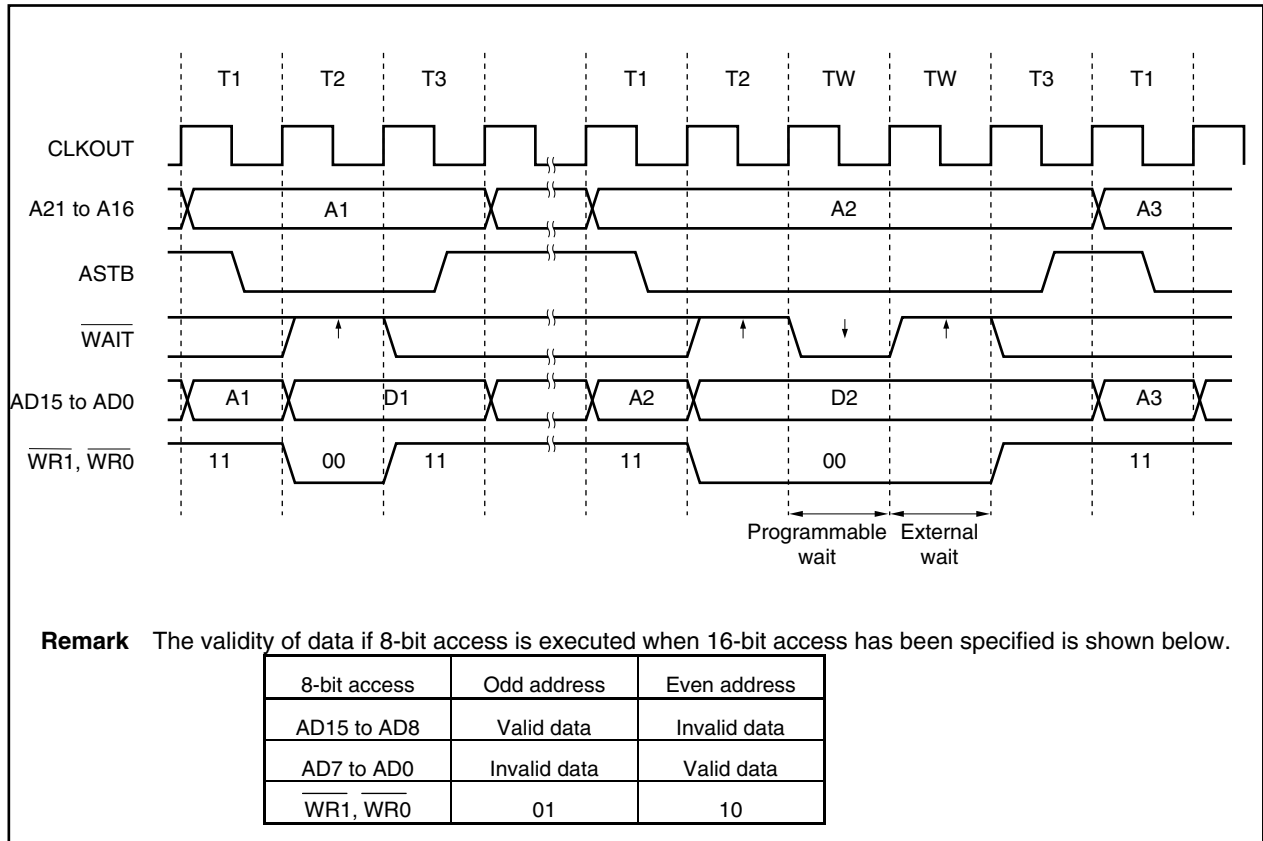 T1 T2 T3 T1 T2 TW TW T3 T1
CLKOUT
A21 to A16 A1 A2 A3
ASTB
WAIT
AD15 to AD0 A1 D1 A2 D2 A3
WR1, WR0 11 00 11 11 00 11
Programmable wait External wait
Remark The validity of data if 8-bit access is executed when 16-bit access has been specified is shown below.
8-bit access Odd address Even address
AD15 to AD8 Valid data Invalid data
AD7 to AD0 Invalid data Valid data
WR1, WR0 01 10